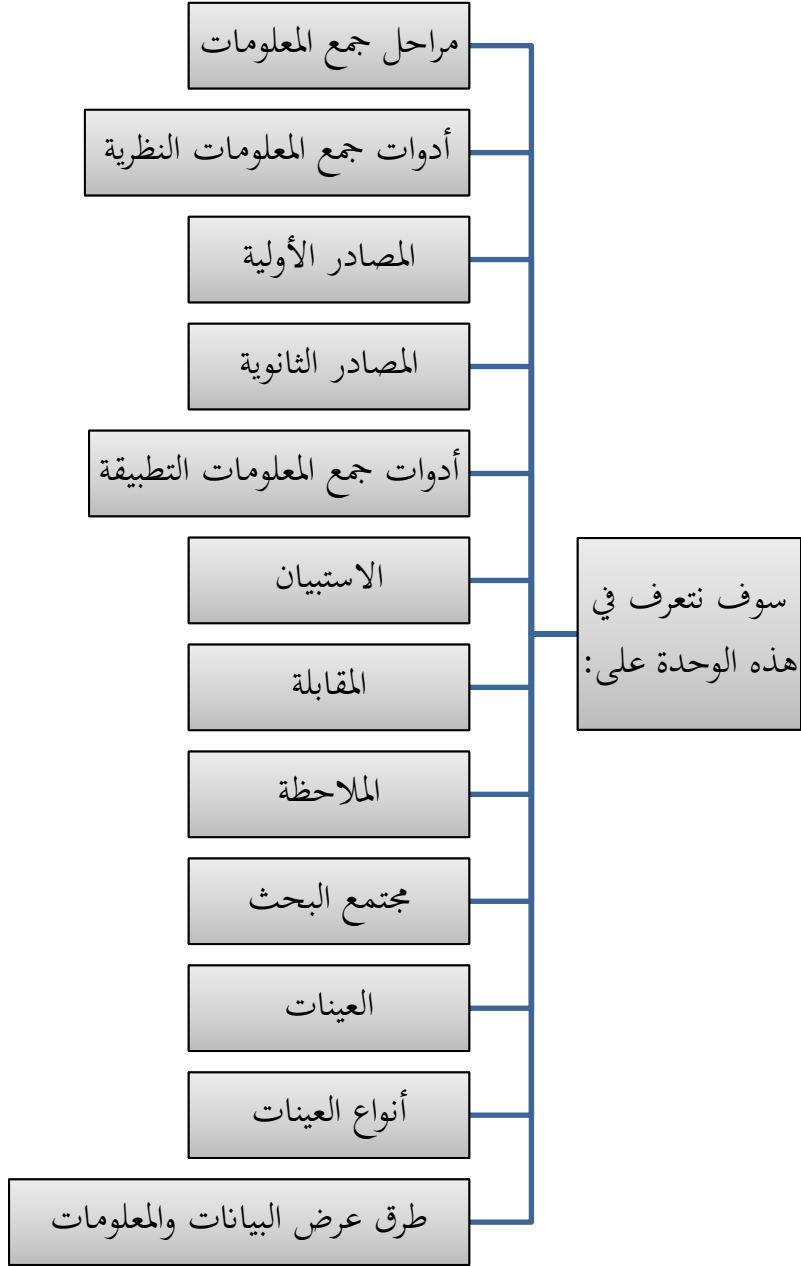 سوف نتعرف في
هذه الوحدة على:
مراحل جمع المعلومات
أدوات جمع المعلومات النظرية
المصادر الأولية
المصادر الثانوية
أدوات جمع المعلومات التطبيقة
الاستبيان
المقابلة
الملاحظة
مجتمع البحث
العينات
أنواع العينات
طرق عرض البيانات والمعلومات